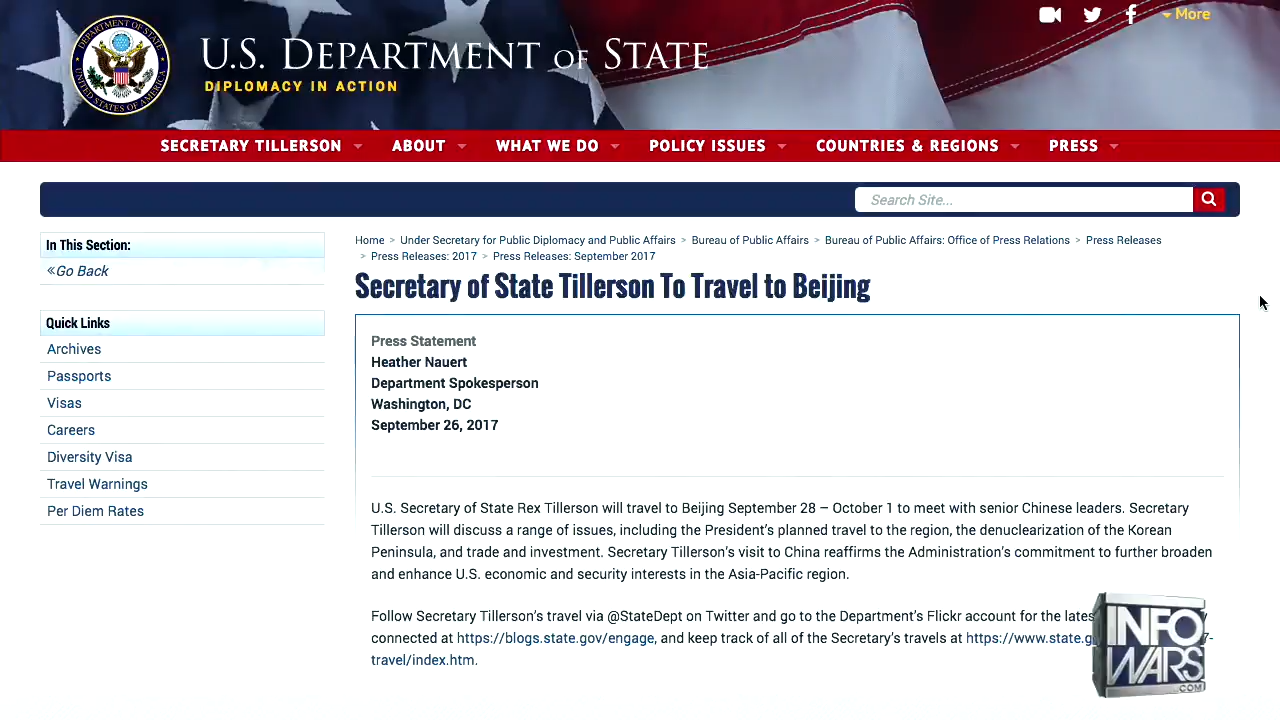 DEPARTMENT OF STATE
UNITED STATES OF AMERICA
U.S. DEPARTMENT OF STATE
DIPLOMACY IN ACTION
More
SECRETARY TILLERSON ABOUT WHAT WE DO POLICY ISSUES COUNTRIES & REGIONS PRESS
Search Site...
In This Section:
«Go Back
Quick Links
Archives
Passports
Visas
Careers
Diversity Visa
Travel Warnings
Per Diem Rates
Home > Under Secretary for Public Diplomacy and Public Affairs > Bureau of Public Affairs > Bureau of Public Affairs: Office of Press Relations > Press Releases
> Press Releases: 2017 > Press Releases: September 2017
Secretary of State Tillerson To Travel to Beijing
Press Statement
Heather Nauert
Department Spokesperson
Washington, DC
September 26, 2017
U.S. Secretary of State Rex Tillerson will travel to Beijing September 28 – October 1 to meet with senior Chinese leaders. Secretary
Tillerson will discuss a range of issues, including the President's planned travel to the region, the denuclearization of the Korean
Peninsula, and trade and investment. Secretary Tillerson's visit to China reaffirms the Administration's commitment to further broaden
and enhance U.S. economic and security interests in the Asia-Pacific region.
Follow Secretary Tillerson's travel via @StateDept on Twitter and go to the Department's Flickr account for the
connected at https://blogs.state.gov/engage, and keep track of all of the Secretary's travels at
travel/index.htm.
INFO
WARS
.COM